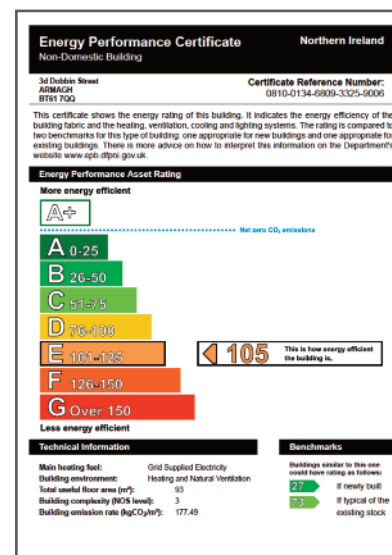 Energy Performance Certificate
Northern Ireland
Non-Domestic Building
3d Dobbin Street
ARMAGH
BT61 7QQ
Certificate Reference Number:
0810-0134-6809-3325-9006
This certificate shows the energy rating of this building. It indicates the energy efficiency of the
building fabric and the heating, ventilation, cooling and lighting systems. The rating is compared to
two benchmarks for this type of building: one appropriate for new buildings and one appropriate for
existing buildings. There is more advice on how to interpret this information on the Department's
website www.epb.dfpni.gov.uk.
Energy Performance Asset Rating
More energy efficient
A+
Net zero CO₂ emissions
A 0-25
B 26-50
C 51-75
D 76-100
E 101-125
105
This is how energy efficient
the building is.
F 126-150
G Over 150
Less energy efficient
Technical Information
Main heating fuel: Grid Supplied Electricity
Building environment: Heating and Natural Ventilation
Total useful floor area (m²): 93
Building complexity (NOS level): 3
Building emission rate (kgCO₂/m²): 177.49
Benchmarks
Buildings similar to this one
could have rating as follows:
27 If newly built
73 If typical of the
existing stock